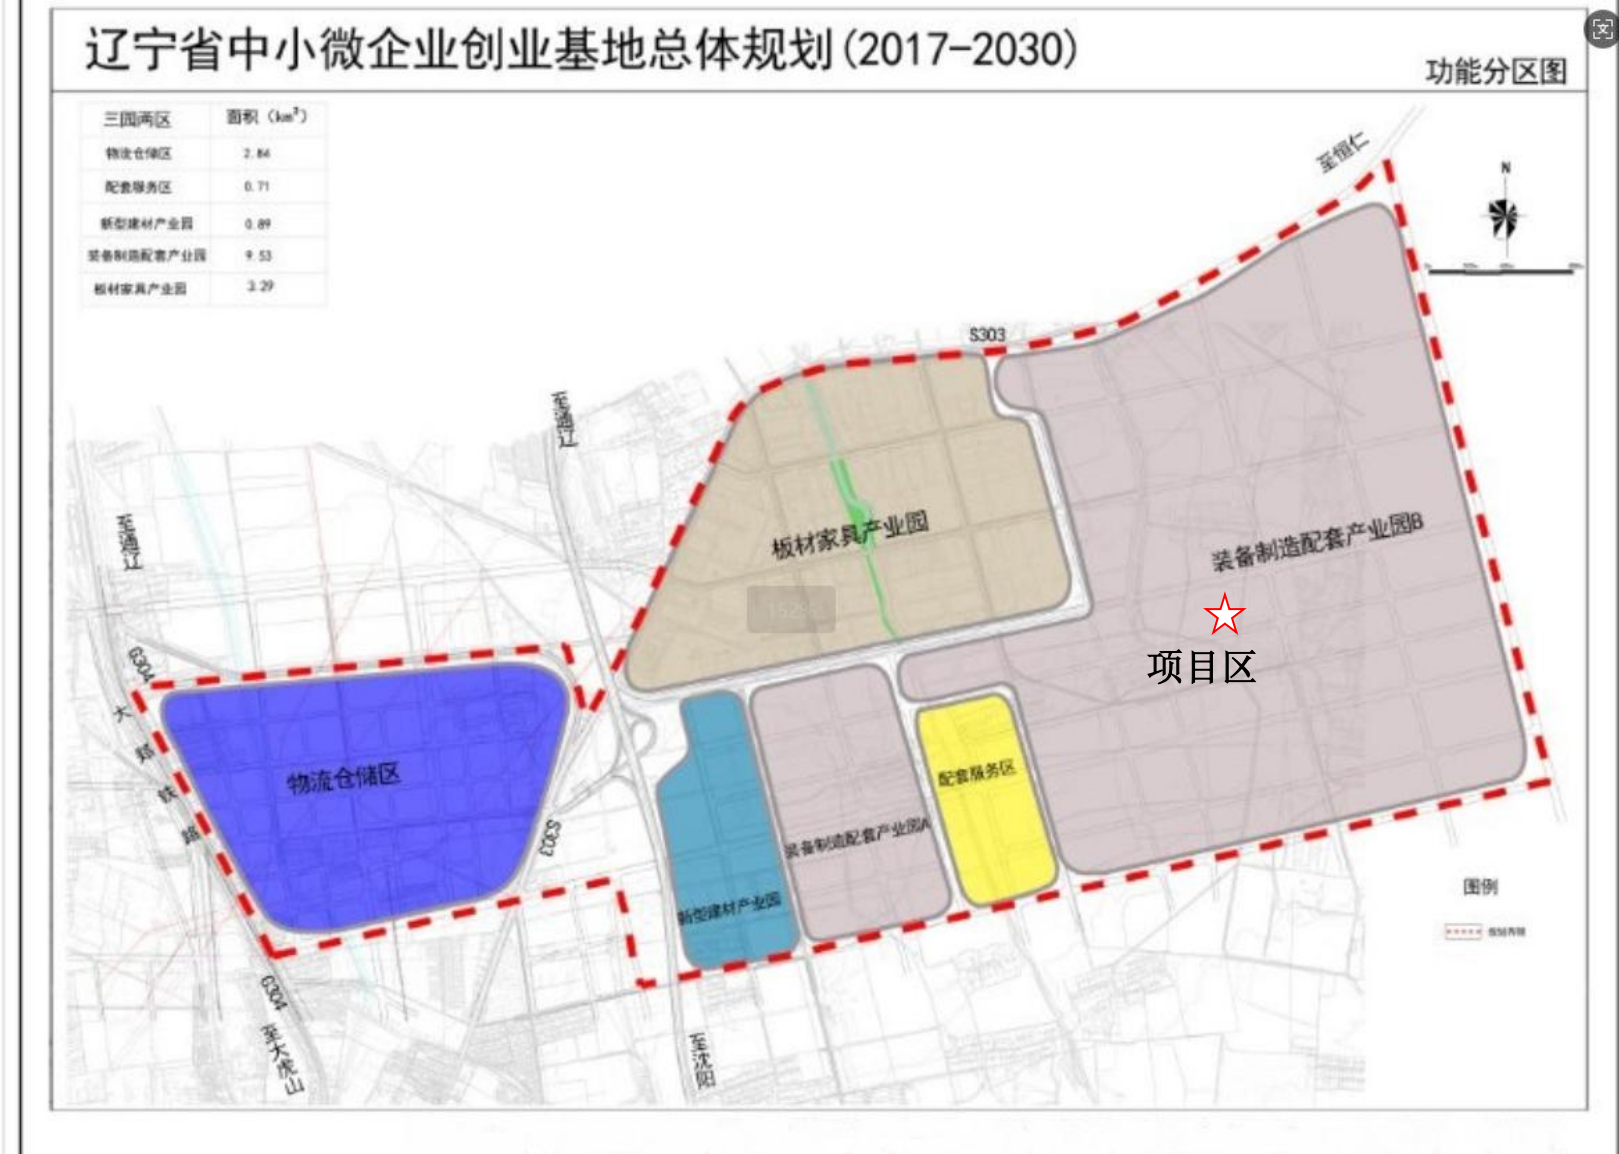 辽宁省中小微企业创业基地总体规划(2017-2030)
功能分区图
三园两区 面积（km²）
物流仓储区 2.84
配套服务区 0.71
新型建材产业园 0.89
装备制造配套产业园 9.53
板材家具产业园 3.29
至恒仁
N
S303
至通辽
至通辽
板材家具产业园
装备制造配套产业园B
项目区
G304
大郑铁路
物流仓储区
配套服务区
装备制造配套产业园A
S303
新型建材产业园
图例
G304
至大虎山
至沈阳